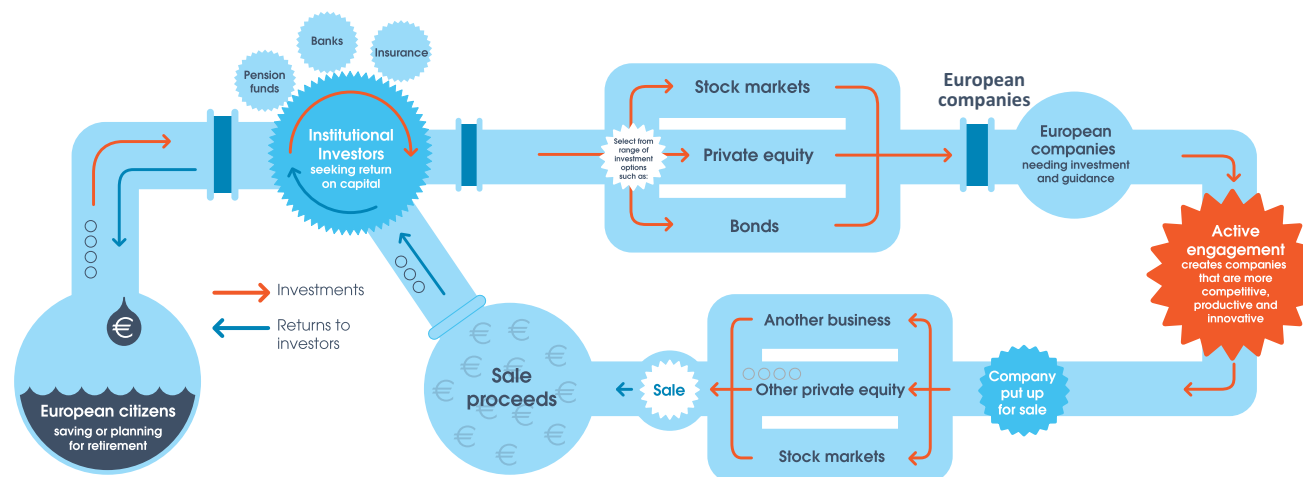 Banks
Insurance
Pension
funds
Institutional
Investors
seeking return
on capital
Select from
range of
investment
options
such as:
Stock markets
Private equity
Bonds
European
companies
European
companies
needing investment
and guidance
Active
engagement
creates companies
that are more
competitive,
productive and
innovative
Investments
Returns to
investors
€
European citizens
saving or planning
for retirement
Sale
proceeds
€
€
€
€
€
€
€
€
€
€
€
€
€
Sale
Another business
Other private equity
Stock markets
Company
put up
for sale